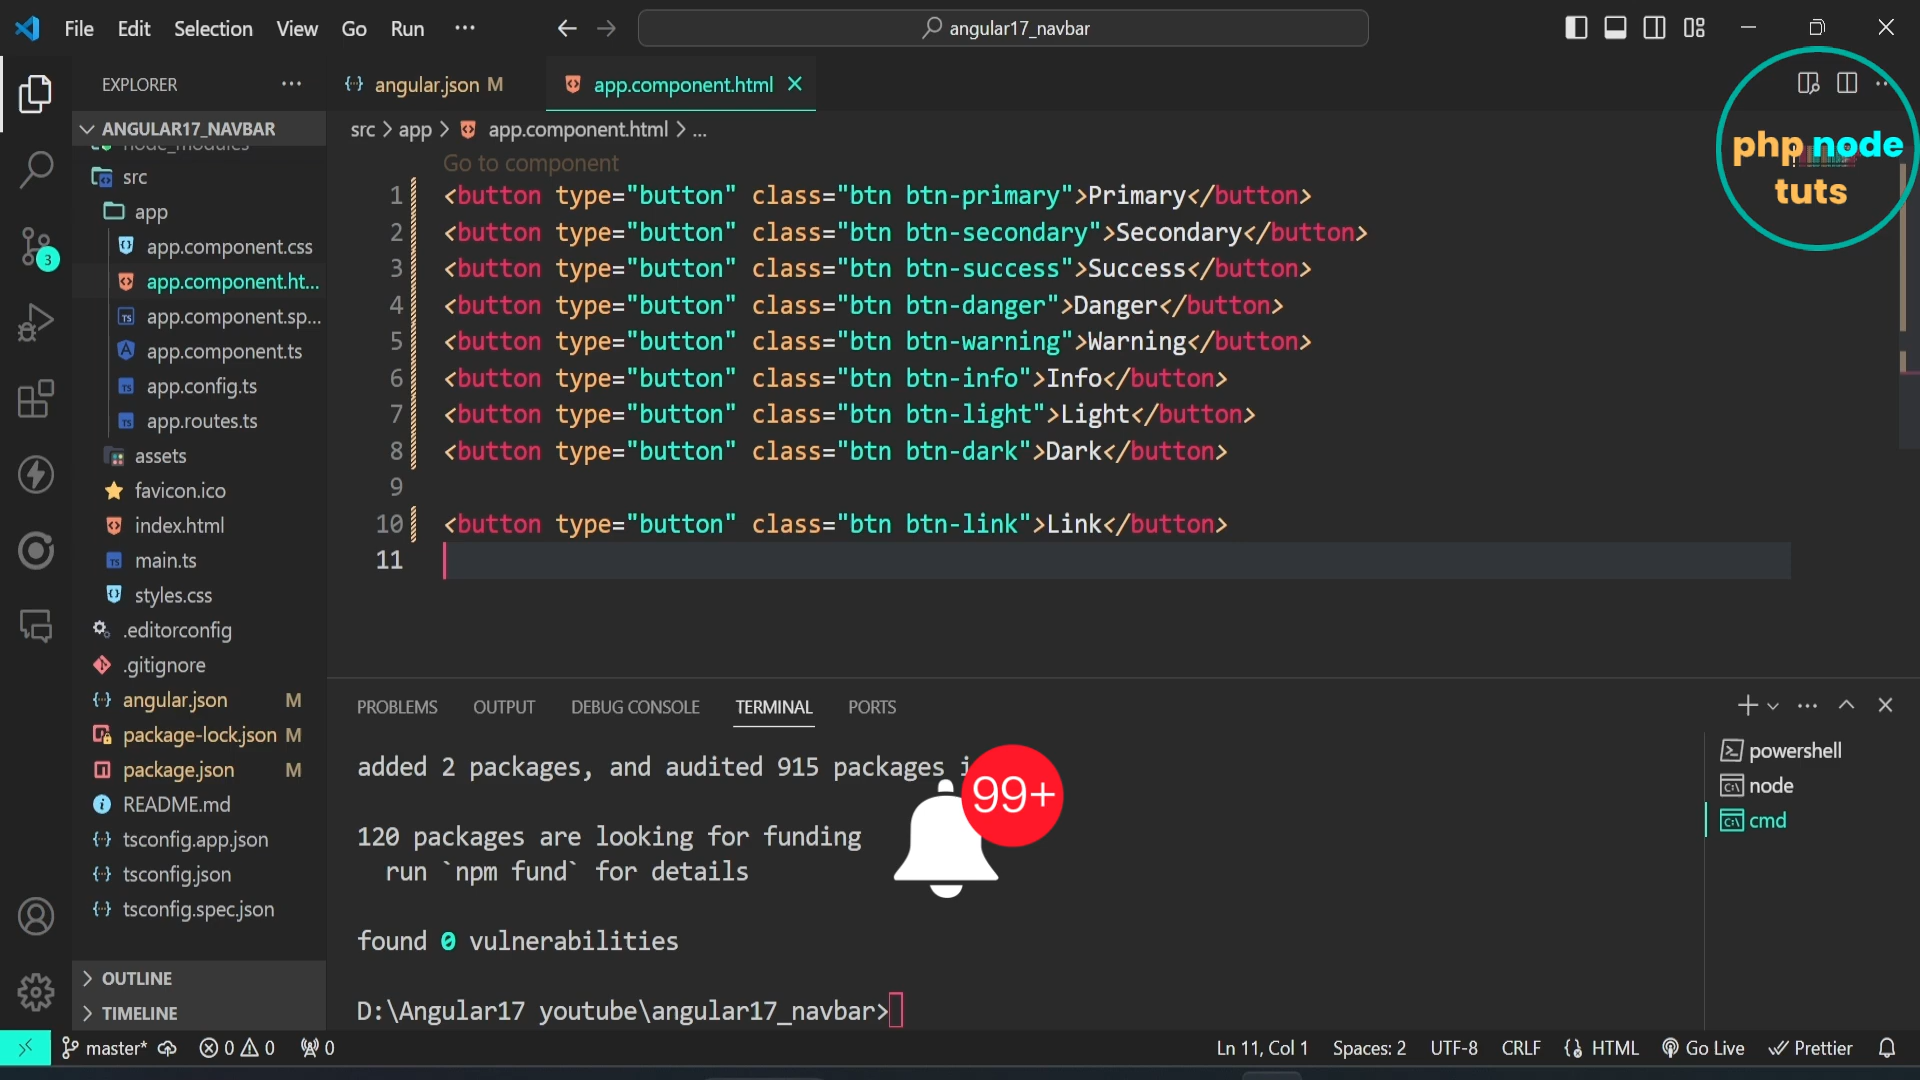 File Edit Selection View Go Run ··· angular17_navbar
EXPLORER ··· angular.json M app.component.html
php node
tuts
ANGULAR17_NAVBAR
src > app > app.component.html > ...
node_modules
Go to component
src
app
app.component.css
app.component.ht...
app.component.sp...
app.component.ts
app.config.ts
app.routes.ts
assets
favicon.ico
index.html
main.ts
styles.css
.editorconfig
.gitignore
angular.json M
package-lock.json M
package.json M
README.md
tsconfig.app.json
tsconfig.json
tsconfig.spec.json
OUTLINE
TIMELINE
3
1 <button type="button" class="btn btn-primary">Primary</button>
2 <button type="button" class="btn btn-secondary">Secondary</button>
3 <button type="button" class="btn btn-success">Success</button>
4 <button type="button" class="btn btn-danger">Danger</button>
5 <button type="button" class="btn btn-warning">Warning</button>
6 <button type="button" class="btn btn-info">Info</button>
7 <button type="button" class="btn btn-light">Light</button>
8 <button type="button" class="btn btn-dark">Dark</button>
9
10 <button type="button" class="btn btn-link">Link</button>
11
PROBLEMS OUTPUT DEBUG CONSOLE TERMINAL PORTS
added 2 packages, and audited 915 packages i
99+
120 packages are looking for funding
run `npm fund` for details
found 0 vulnerabilities
D:\Angular17 youtube\angular17_navbar>
powershell
node
cmd
master* 0 0 0 Ln 11, Col 1 Spaces: 2 UTF-8 CRLF HTML Go Live Prettier